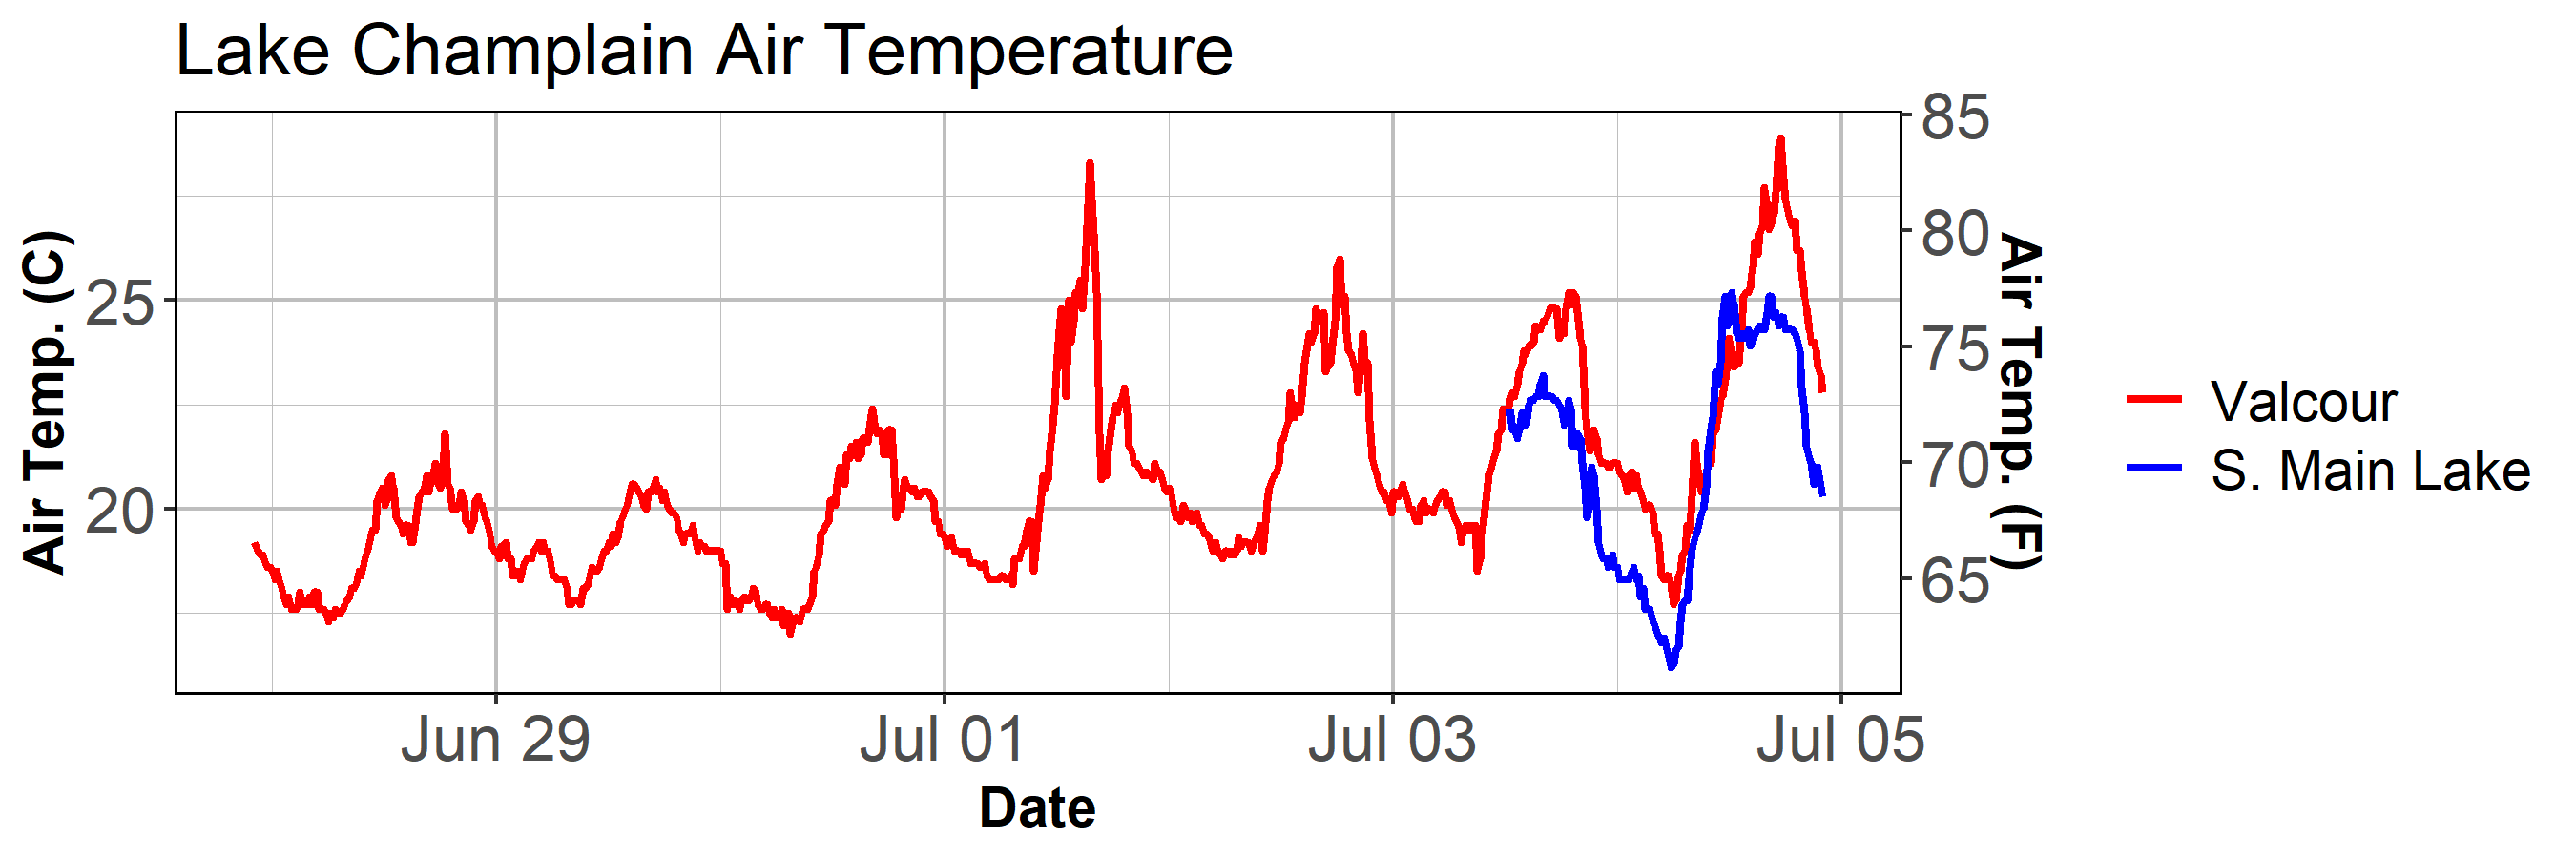 Lake Champlain Air Temperature
Air Temp. (C)
25
20
85
80
75
70
65
Air Temp. (F)
Valcour
S. Main Lake
Jun 29
Jul 01
Jul 03
Jul 05
Date